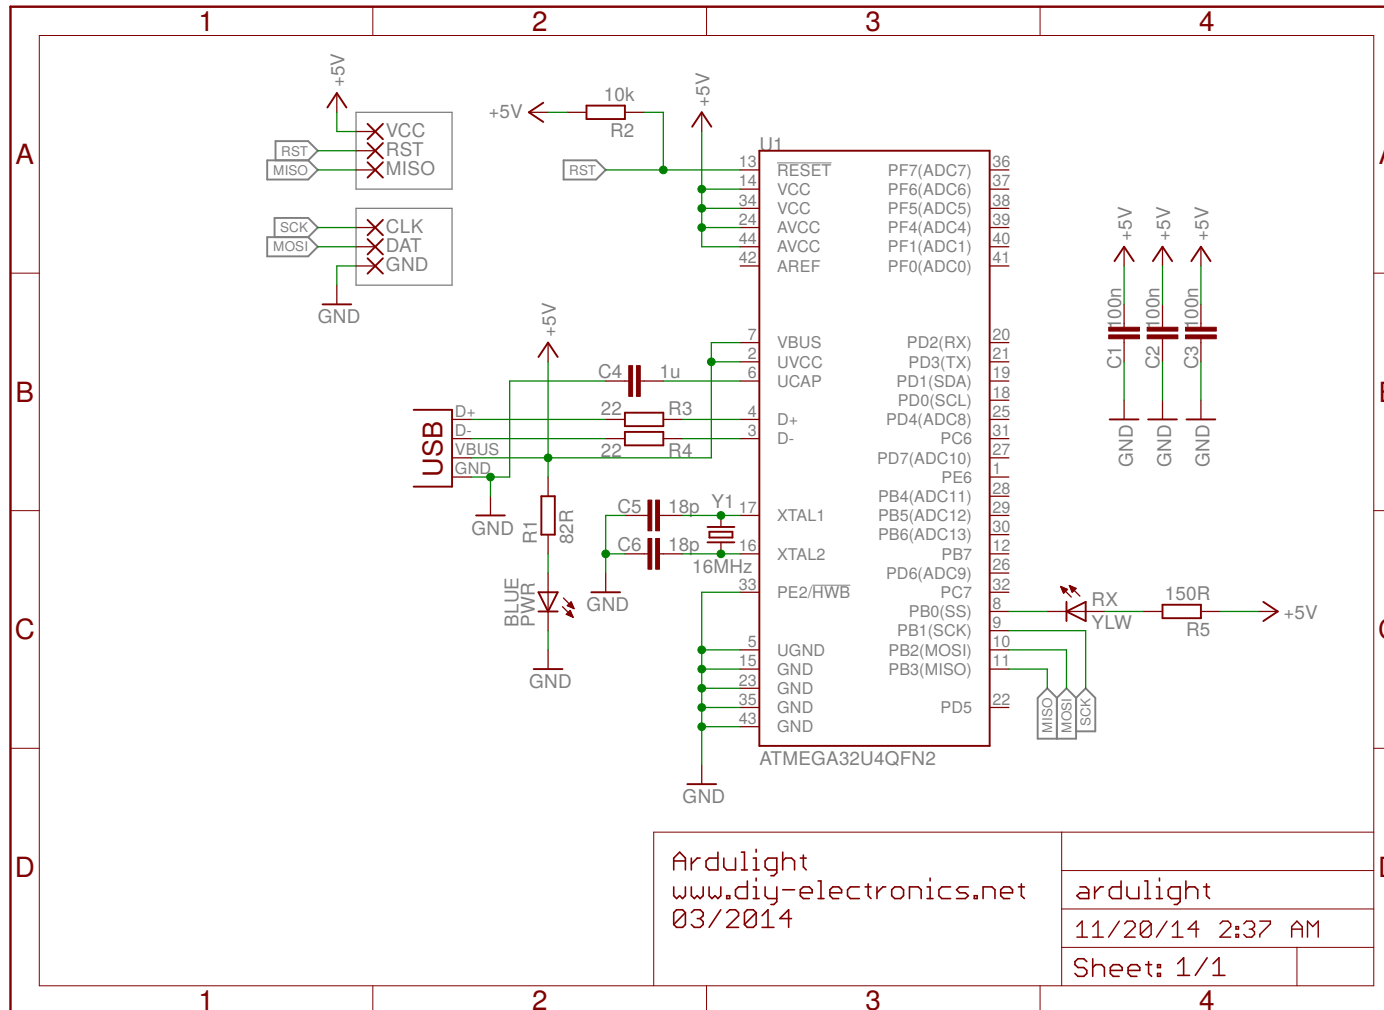 1 2 3 4
A
B
C
D
+5V
VCC
RST RST
MISO MISO
SCK CLK
MOSI DAT
GND
GND
+5V 10k
R2
RST
+5V
U1
13 RESET PF7(ADC7) 36
14 VCC PF6(ADC6) 37
34 VCC PF5(ADC5) 38
24 AVCC PF4(ADC4) 39
44 AVCC PF1(ADC1) 40
42 AREF PF0(ADC0) 41
7 VBUS PD2(RX) 20
2 UVCC PD3(TX) 21
6 UCAP PD1(SDA) 19
PD0(SCL) 18
4 D+ PD4(ADC8) 25
3 D- PC6 31
PD7(ADC10) 27
PE6 1
PB4(ADC11) 28
17 XTAL1 PB5(ADC12) 29
PB6(ADC13) 30
16 XTAL2 PB7 12
PD6(ADC9) 26
33 PE2/HWB PC7 32
PB0(SS) 8
PB1(SCK) 9
5 UGND PB2(MOSI) 10
15 GND PB3(MISO) 11
23 GND
35 GND PD5 22
43 GND
ATMEGA32U4QFN2
GND
+5V
C4 1u
22 R3
22 R4
USB
D+
D-
VBUS
GND
GND
R1
82R
BLUE
PWR
GND
C5 18p
C6 18p
Y1
16MHz
GND
+5V +5V +5V
100n 100n 100n
C1 C2 C3
GND GND GND
RX
YLW
150R
R5
+5V
MISO
MOSI
SCK
Ardulight
www.diy-electronics.net
03/2014
ardulight
11/20/14 2:37 AM
Sheet: 1/1
1 2 3 4